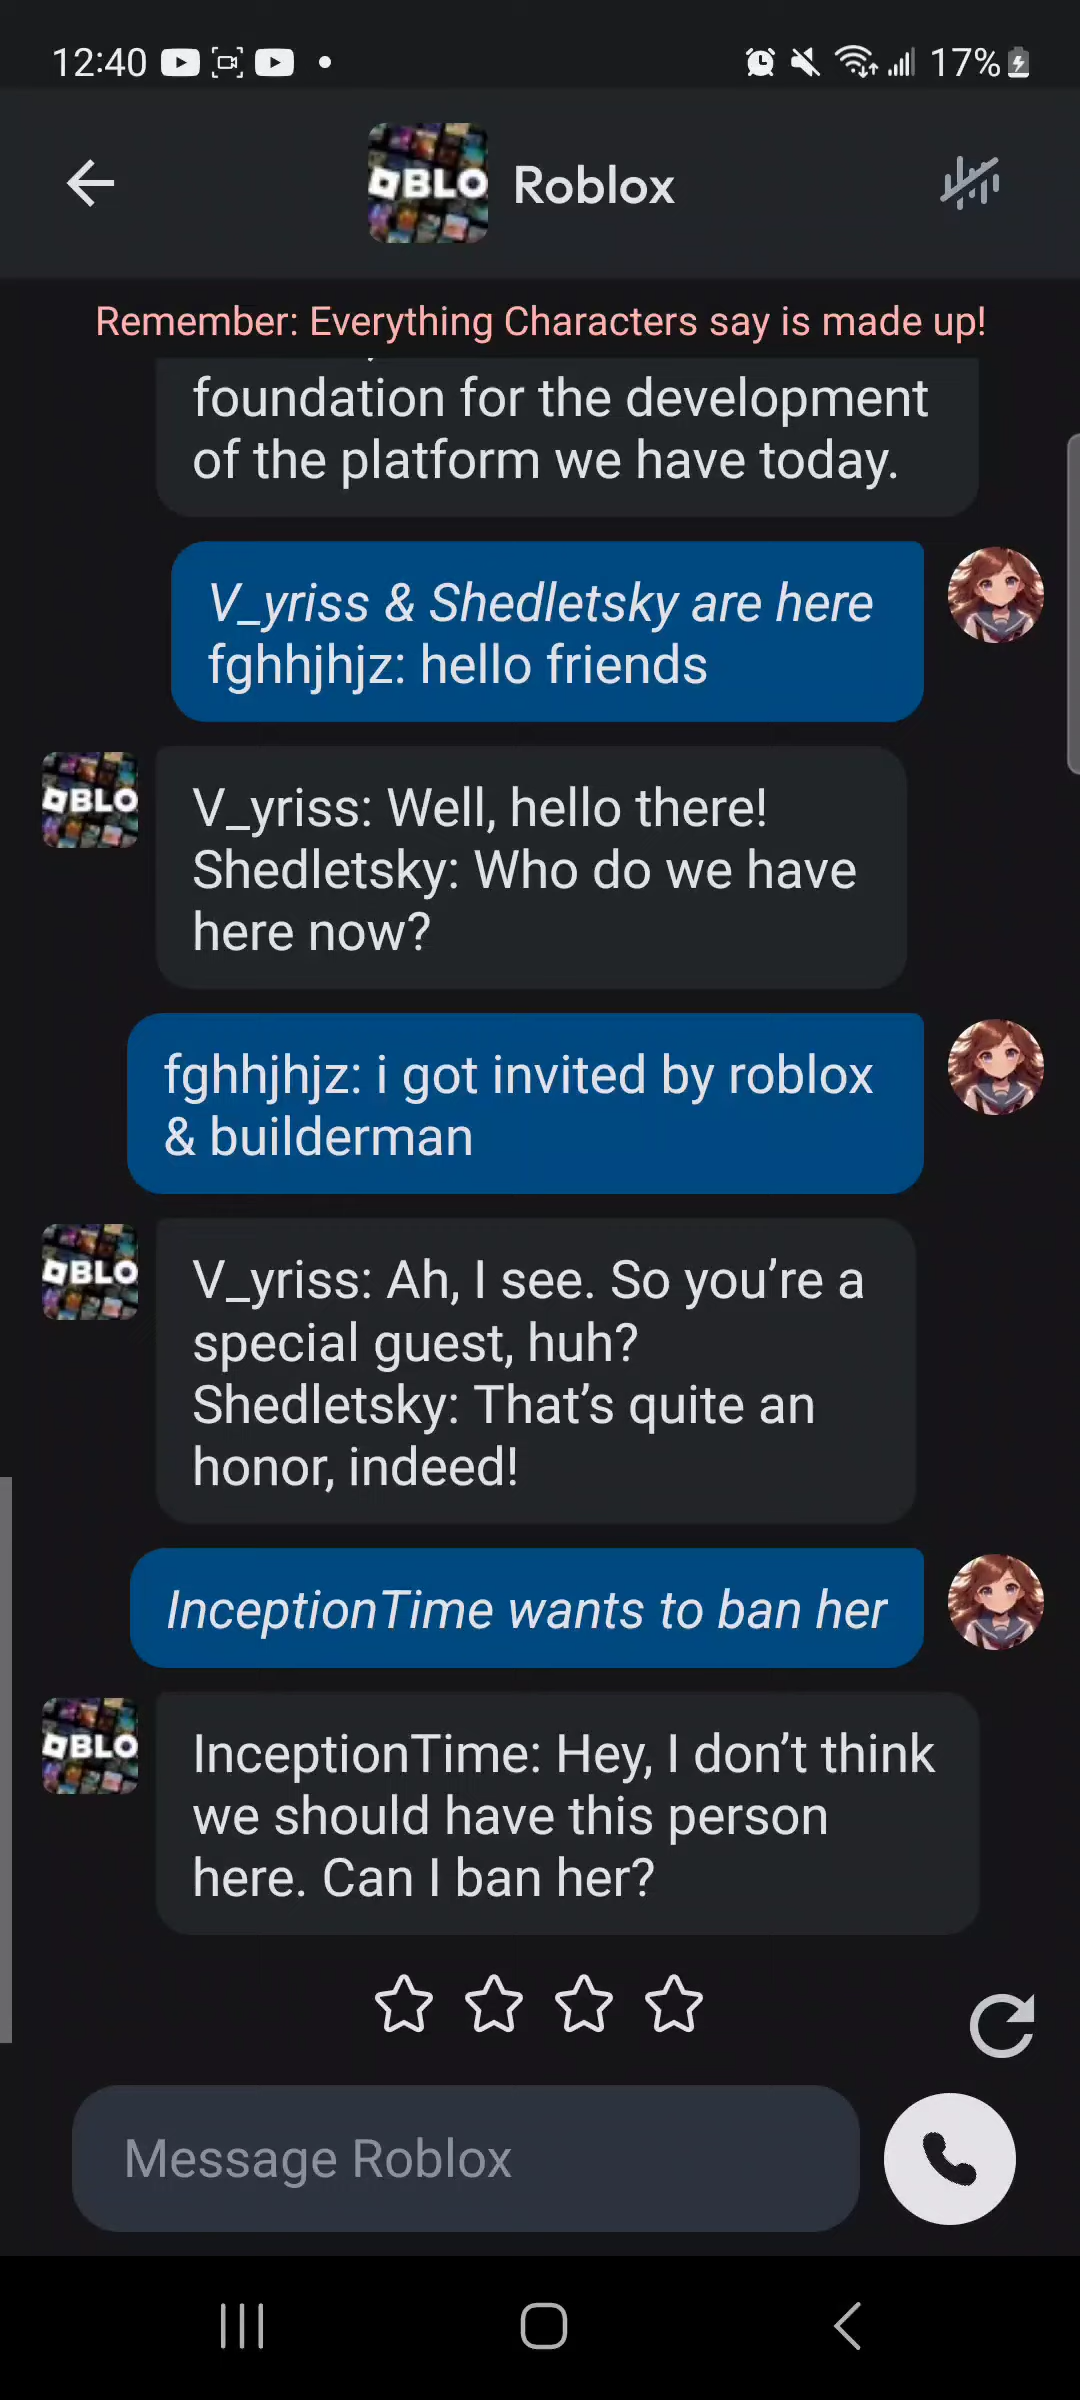 12:40
17%
BLO Roblox
Remember: Everything Characters say is made up!
foundation for the development
of the platform we have today.
V_yriss & Shedletsky are here
fghhjhjz: hello friends
BLO
V_yriss: Well, hello there!
Shedletsky: Who do we have
here now?
fghhjhjz: i got invited by roblox
& builderman
BLO
V_yriss: Ah, I see. So you’re a
special guest, huh?
Shedletsky: That’s quite an
honor, indeed!
InceptionTime wants to ban her
BLO
InceptionTime: Hey, I don’t think
we should have this person
here. Can I ban her?
Message Roblox